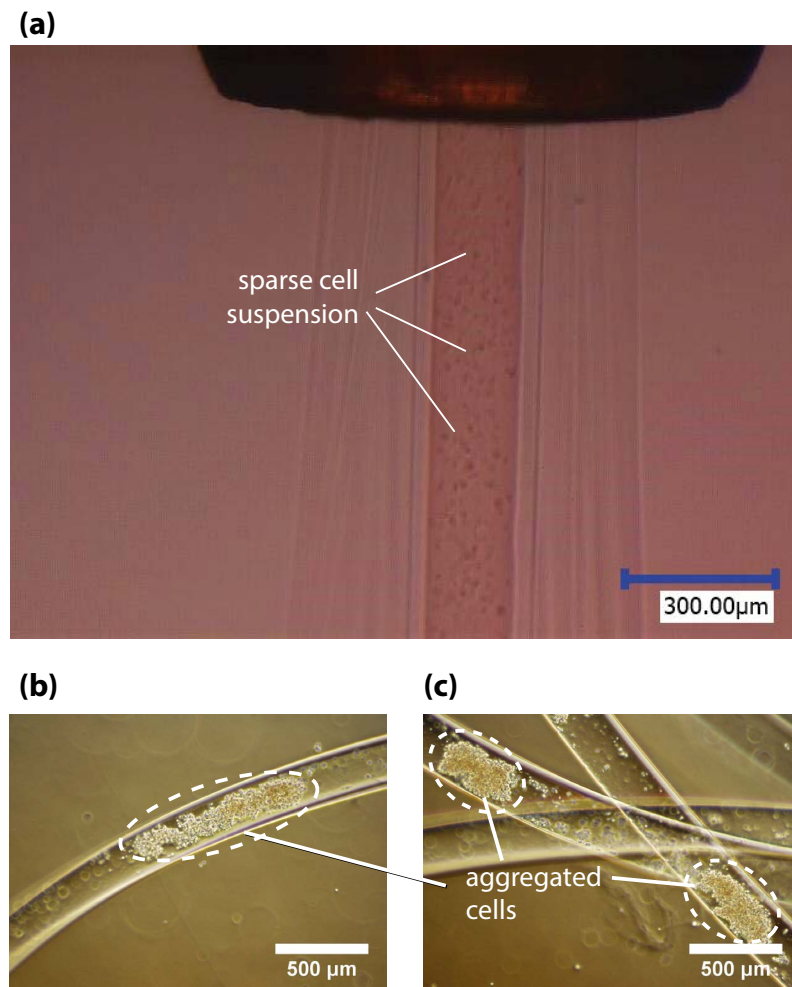 (a)
sparse cell
suspension
300.00µm
(b)
(c)
aggregated
cells
500 µm
500 µm